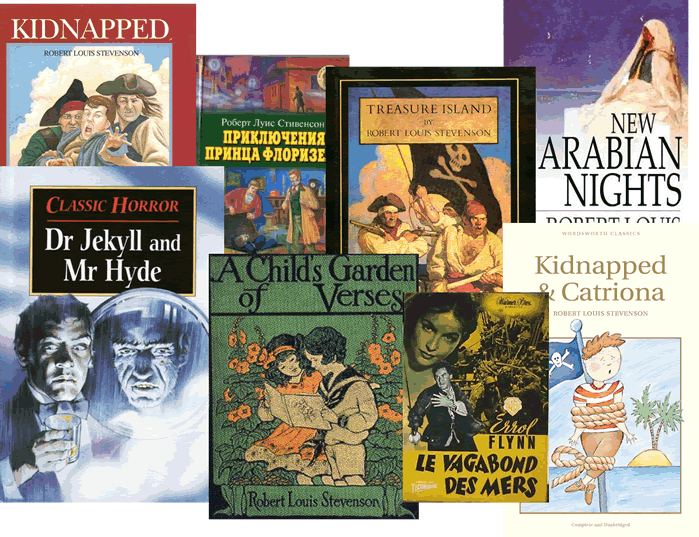 KIDNAPPED
ROBERT LOUIS STEVENSON
Роберт Луис Стивенсон
ПРИКЛЮЧЕНИЯ
ПРИНЦА ФЛОРИЗЕ
TREASURE ISLAND
BY
ROBERT LOUIS STEVENSON
NEW
ARABIAN
NIGHTS
ROBERT LOUIS
CLASSIC HORROR
Dr Jekyll and
Mr Hyde
A Child's Garden
of Verses
Robert Louis Stevenson
Warner Bros.
Errol
FLYNN
LE VAGABOND
DES MERS
WORDSWORTH CLASSICS
Kidnapped
& Catriona
ROBERT LOUIS STEVENSON
Complete and Unabridged